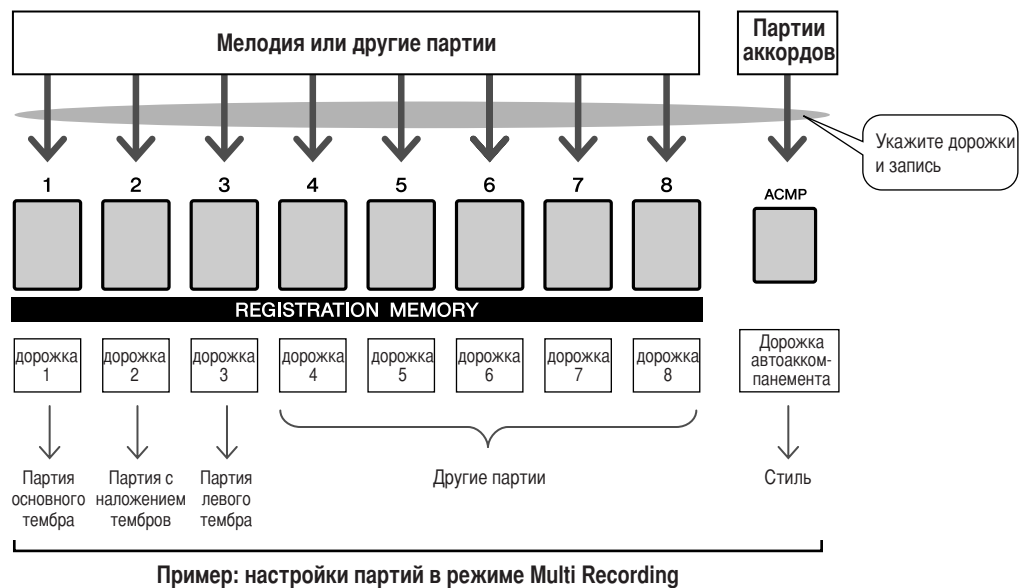 Мелодия или другие партии
Партии
аккордов
Укажите дорожки
и запись
1 2 3 4 5 6 7 8
ACMP
REGISTRATION MEMORY
дорожка
1
дорожка
2
дорожка
3
дорожка
4
дорожка
5
дорожка
6
дорожка
7
дорожка
8
Дорожка
автоакком-
панемента
Партия
основного
тембра
Партия с
наложением
тембров
Партия
левого
тембра
Другие партии
Стиль
Пример: настройки партий в режиме Multi Recording